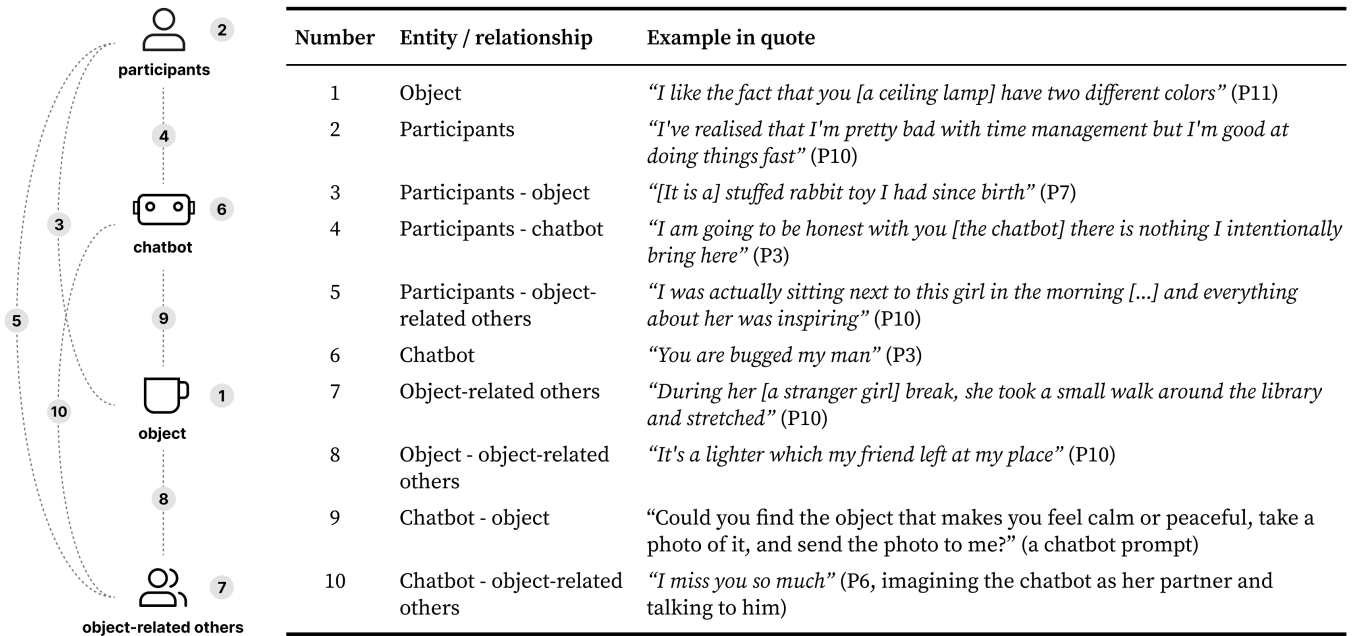 2
participants
4
6
chatbot
3
5
9
1
object
10
8
7
object-related others
Number Entity / relationship Example in quote
1 Object “I like the fact that you [a ceiling lamp] have two different colors” (P11)
2 Participants “I've realised that I'm pretty bad with time management but I'm good at
doing things fast” (P10)
3 Participants - object “[It is a] stuffed rabbit toy I had since birth” (P7)
4 Participants - chatbot “I am going to be honest with you [the chatbot] there is nothing I intentionally
bring here” (P3)
5 Participants - object- “I was actually sitting next to this girl in the morning [...] and everything
related others about her was inspiring” (P10)
6 Chatbot “You are bugged my man” (P3)
7 Object-related others “During her [a stranger girl] break, she took a small walk around the library
and stretched” (P10)
8 Object - object-related “It's a lighter which my friend left at my place” (P10)
others
9 Chatbot - object “Could you find the object that makes you feel calm or peaceful, take a
photo of it, and send the photo to me?” (a chatbot prompt)
10 Chatbot - object-related “I miss you so much” (P6, imagining the chatbot as her partner and
others talking to him)